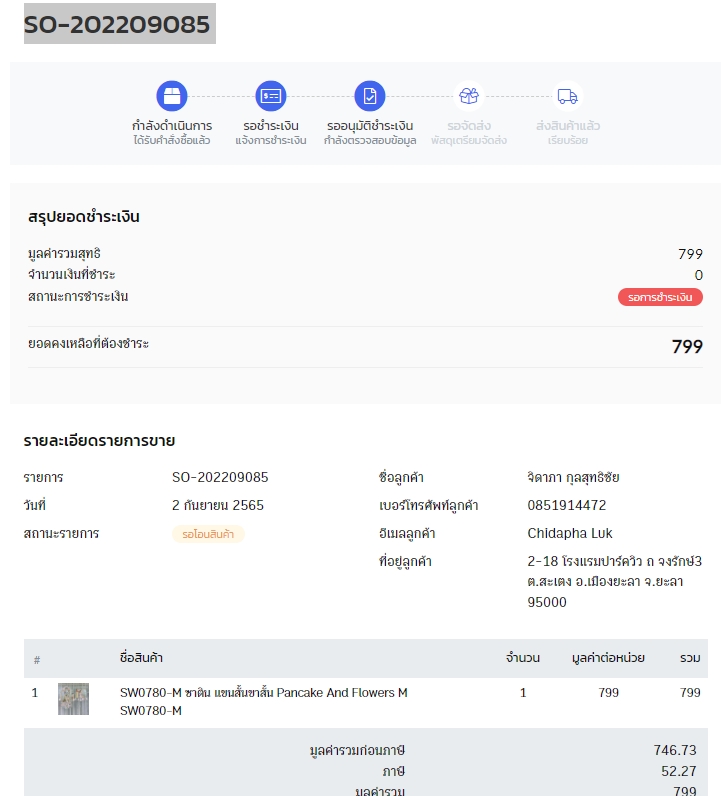 SO-202209085
กำลังดำเนินการ
ได้รับคำสั่งซื้อแล้ว
รอชำระเงิน
แจ้งการชำระเงิน
รออนุมัติชำระเงิน
กำลังตรวจสอบข้อมูล
รอจัดส่ง
พัสดุเตรียมจัดส่ง
ส่งสินค้าแล้ว
เรียบร้อย
สรุปยอดชำระเงิน
มูลค่ารวมสุทธิ 799
จำนวนเงินที่ชำระ 0
สถานะการชำระเงิน รอการชำระเงิน
ยอดคงเหลือที่ต้องชำระ 799
รายละเอียดรายการขาย
รายการ SO-202209085 ชื่อลูกค้า จิดาภา กุลสุทธิชัย
วันที่ 2 กันยายน 2565 เบอร์โทรศัพท์ลูกค้า 0851914472
สถานะรายการ รอโอนสินค้า อีเมลลูกค้า Chidapha Luk
ที่อยู่ลูกค้า 2-18 โรงแรมปาร์ควิว ถ จงรักษ์3
ต.สะเตง อ.เมืองยะลา จ.ยะลา
95000
# ชื่อสินค้า จำนวน มูลค่าต่อหน่วย รวม
1 SW0780-M ซาติน แขนสั้นขาสั้น Pancake And Flowers M 1 799 799
SW0780-M
มูลค่ารวมก่อนภาษี 746.73
ภาษี 52.27
มูลค่ารวม 799